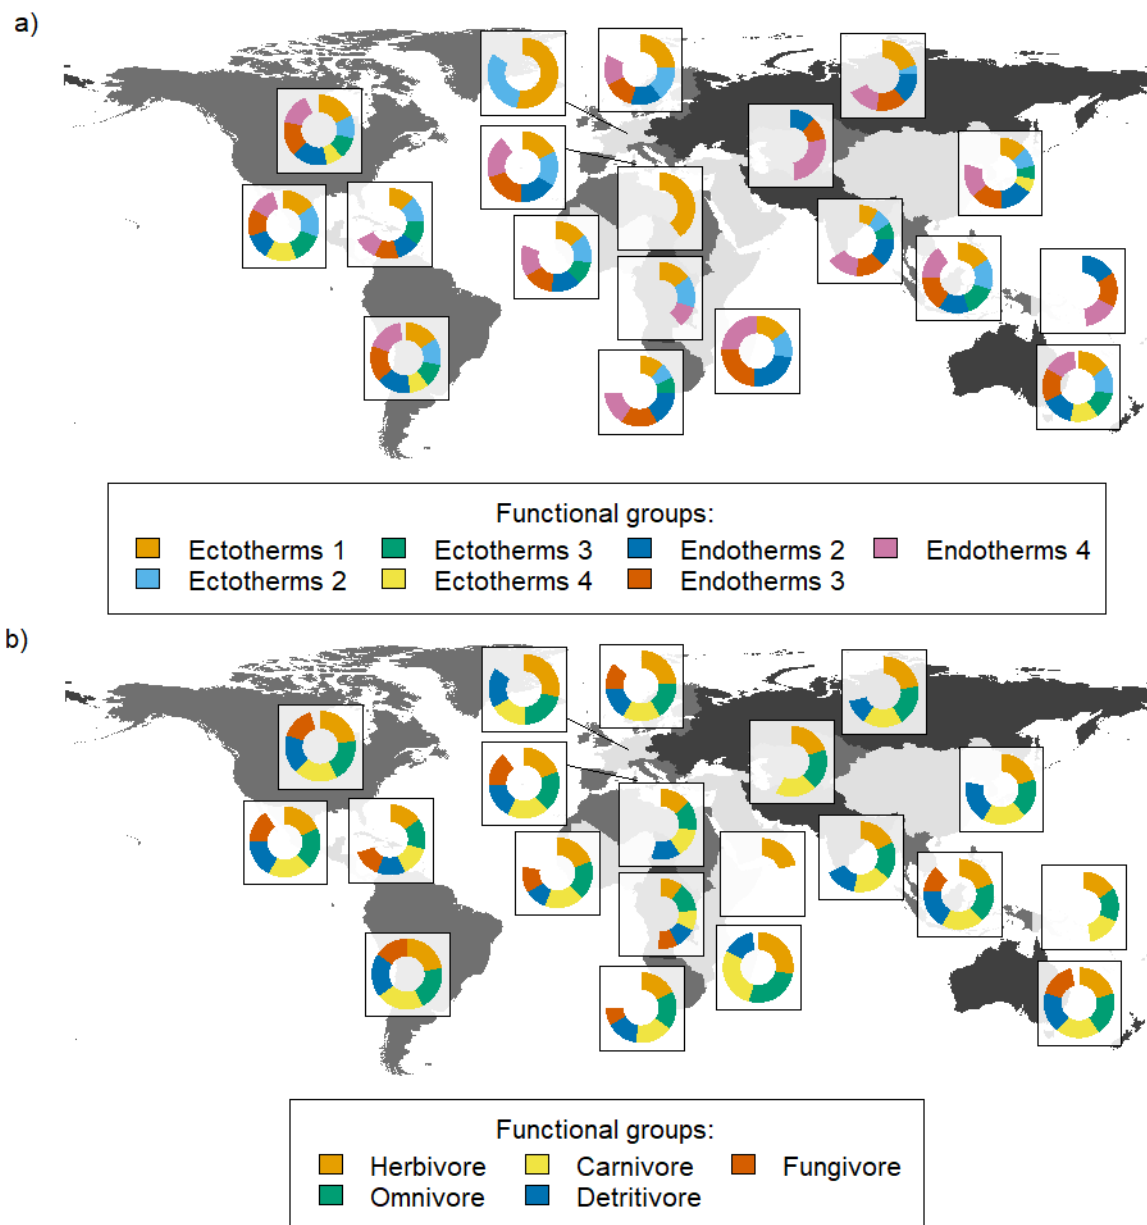 a)
Functional groups:
Ectotherms 1 Ectotherms 3 Endotherms 2 Endotherms 4
Ectotherms 2 Ectotherms 4 Endotherms 3
b)
Functional groups:
Herbivore Carnivore Fungivore
Omnivore Detritivore